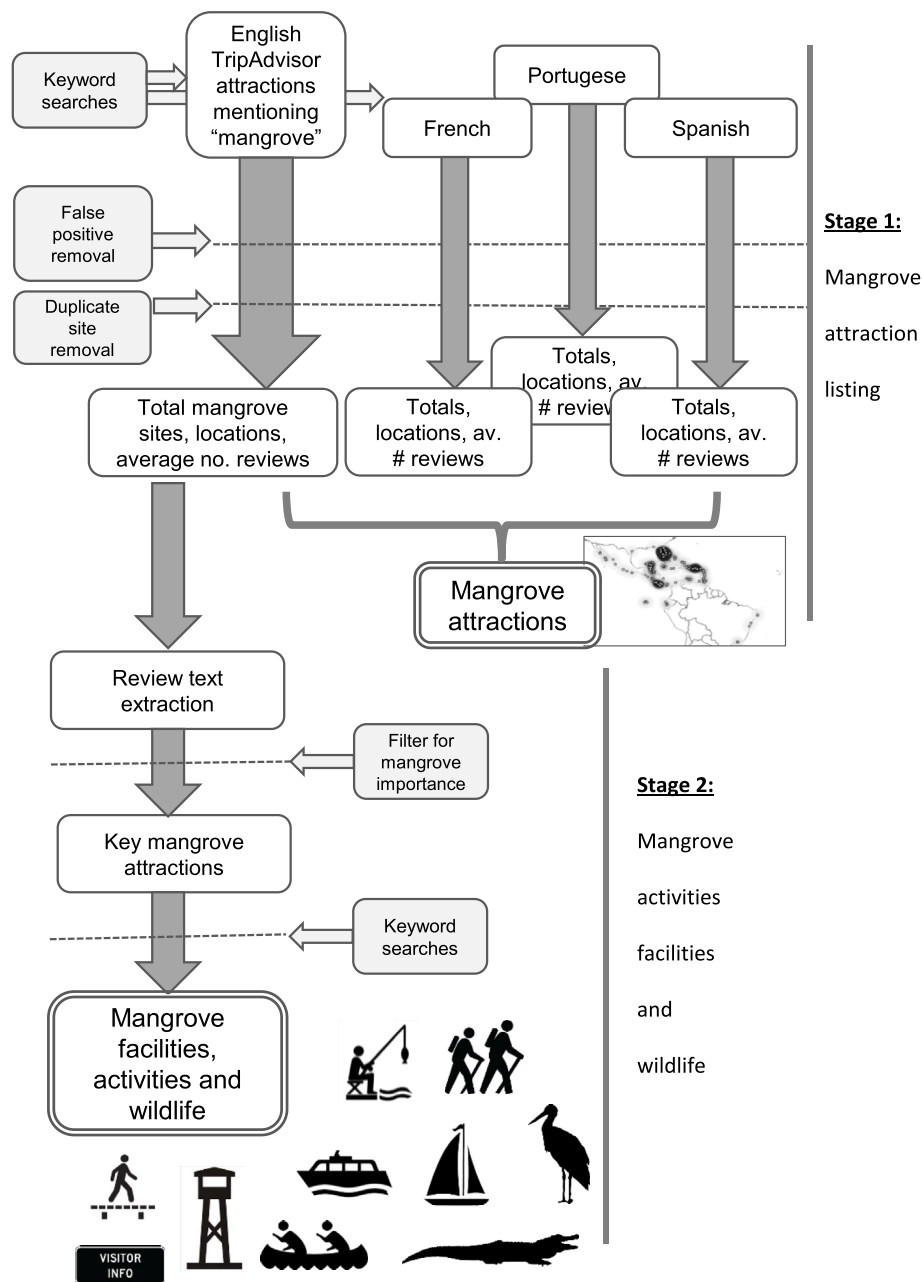 Keyword
searches
English
TripAdvisor
attractions
mentioning
“mangrove”
French
Portugese
Spanish
False
positive
removal
Duplicate
site
removal
Stage 1:
Mangrove
attraction
listing
Total mangrove
sites, locations,
average no. reviews
Totals,
locations, av.
# reviews
Totals,
locations, av.
# review
Totals,
locations, av.
# reviews
Mangrove
attractions
Review text
extraction
Filter for
mangrove
importance
Key mangrove
attractions
Keyword
searches
Mangrove
facilities,
activities and
wildlife
Stage 2:
Mangrove
activities
facilities
and
wildlife
VISITOR
INFO